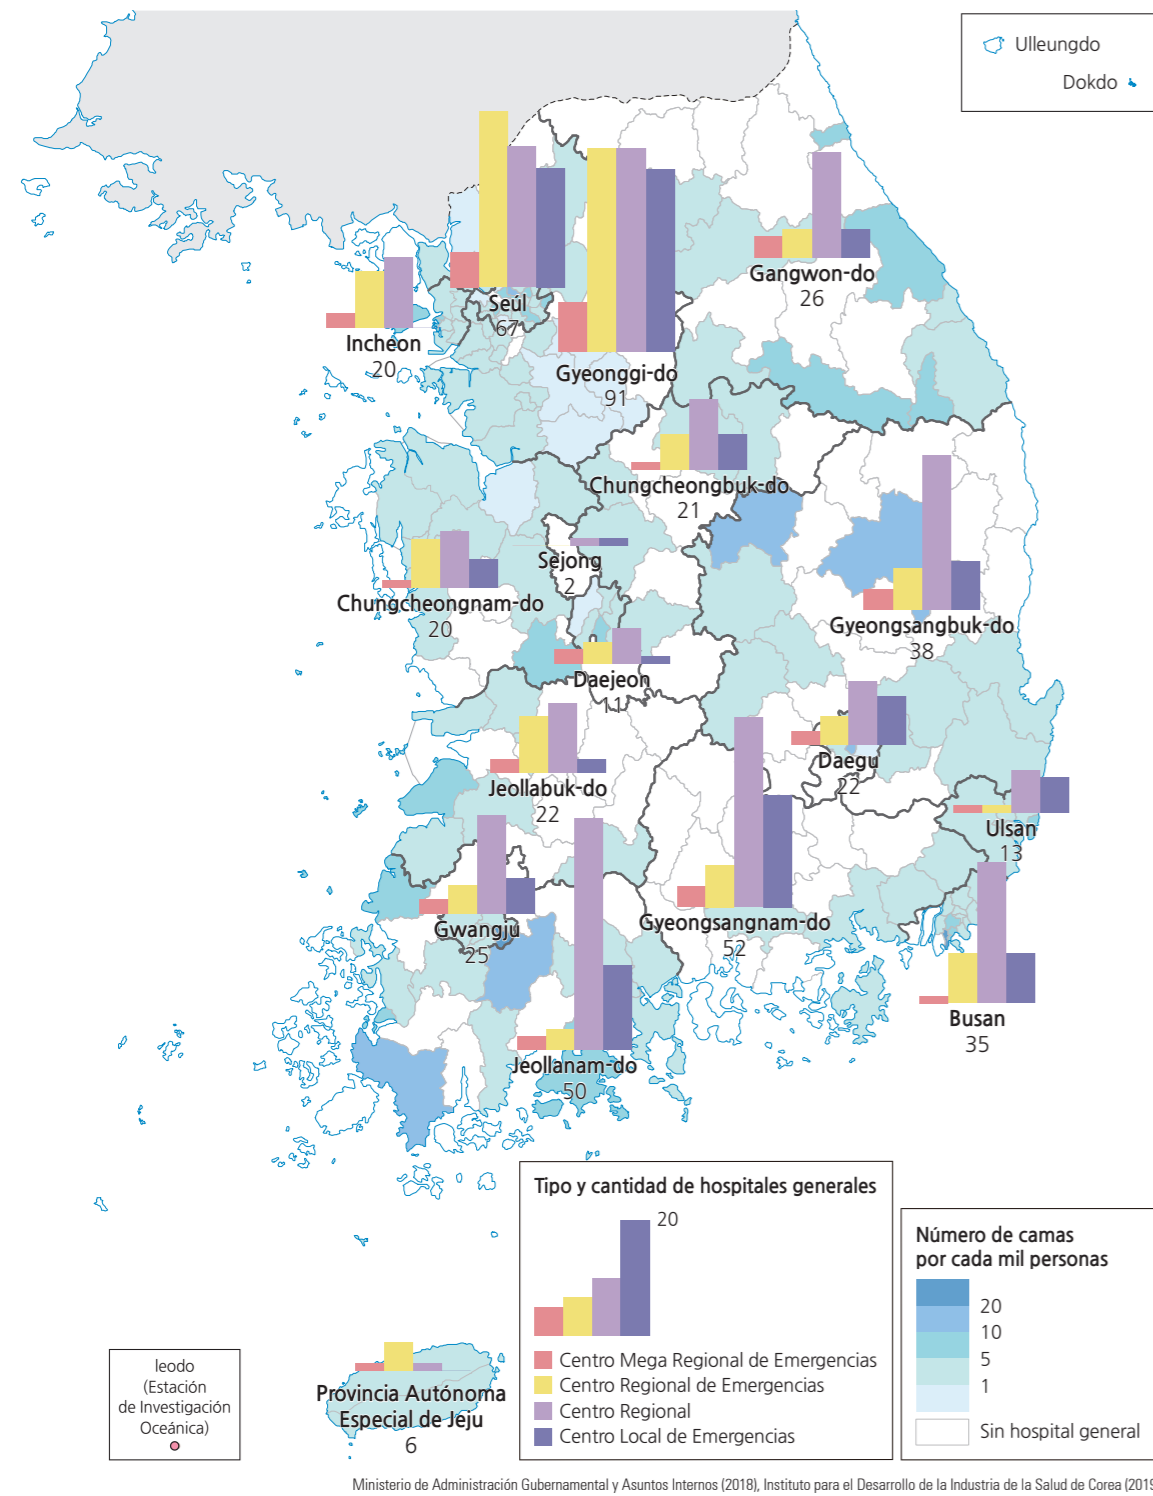 Ulleungdo
Dokdo
Gangwon-do
26
Seúl
67
Incheon
20
Gyeonggi-do
91
Chungcheongbuk-do
21
Sejong
2
Chungcheongnam-do
20
Gyeongsangbuk-do
38
Daejeon
11
Daegu
22
Jeollabuk-do
22
Ulsan
13
Gwangju
25
Gyeongsangnam-do
52
Busan
35
Jeollanam-do
50
Tipo y cantidad de hospitales generales
20
Centro Mega Regional de Emergencias
Centro Regional de Emergencias
Centro Regional
Centro Local de Emergencias
Número de camas
por cada mil personas
20
10
5
1
Sin hospital general
Ieodo
(Estación
de Investigación
Oceánica)
Provincia Autónoma
Especial de Jeju
6
Ministerio de Administración Gubernamental y Asuntos Internos (2018), Instituto para el Desarrollo de la Industria de la Salud de Corea (2019